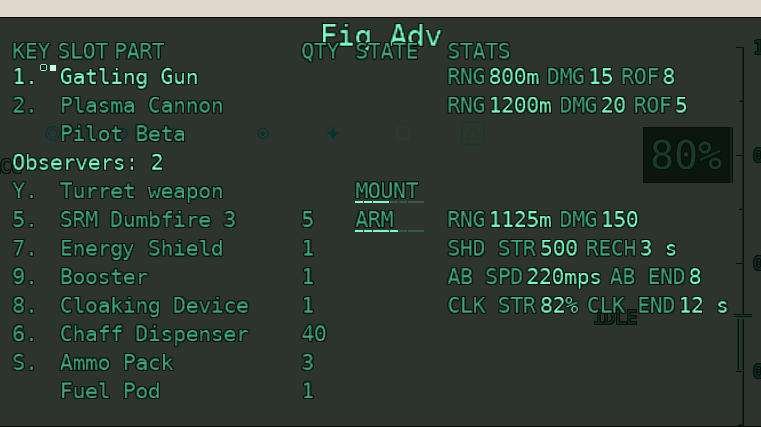 Fig Adv
KEY SLOT PART QTY STATE STATS
1. Gatling Gun RNG 800m DMG 15 ROF 8
2. Plasma Cannon RNG 1200m DMG 20 ROF 5
Pilot Beta
80%
Observers: 2
Y. Turret weapon MOUNT
5. SRM Dumbfire 3 5 ARM RNG 1125m DMG 150
7. Energy Shield 1 SHD STR 500 RECH 3 s
9. Booster 1 AB SPD 220mps AB END 8
8. Cloaking Device 1 CLK STR 82% CLK END 12 s
IDLE
6. Chaff Dispenser 40
S. Ammo Pack 3
Fuel Pod 1